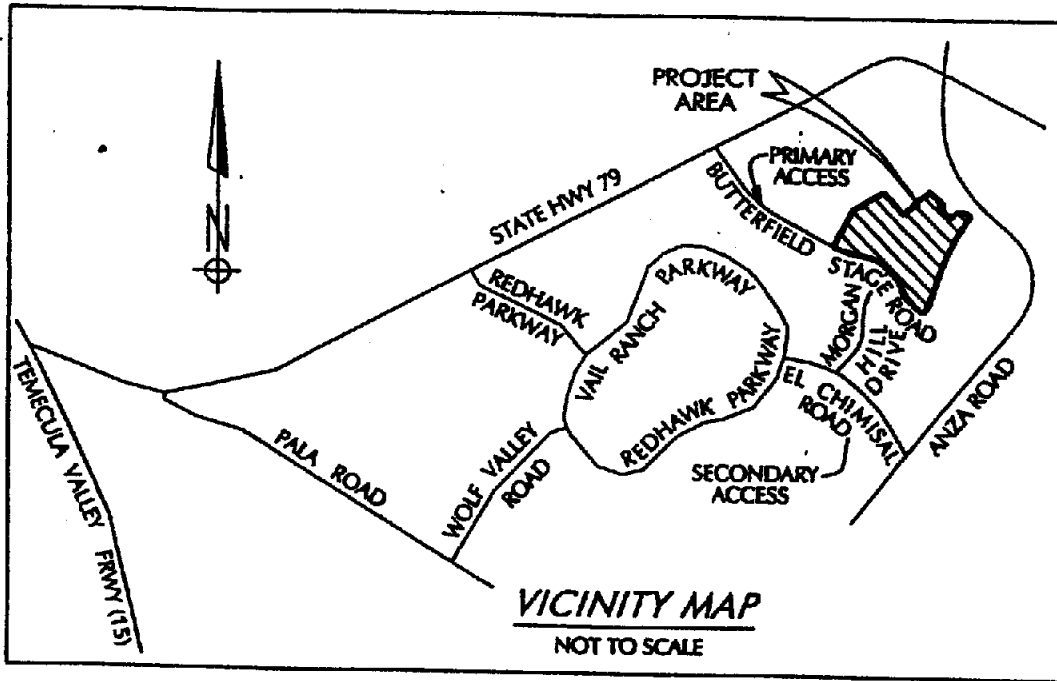 PROJECT
AREA
PRIMARY
ACCESS
STATE HWY 79
BUTTERFIELD
STAGE ROAD
REDHAWK
PARKWAY
VAIL RANCH
PARKWAY
MORGAN
HILL
DRIVE
REDHAWK PARKWAY
EL CHIMISAL
ROAD
ANZA ROAD
SECONDARY
ACCESS
N
TEMECULA VALLEY FRWY (15)
PALA ROAD
WOLF VALLEY
ROAD
VICINITY MAP
NOT TO SCALE